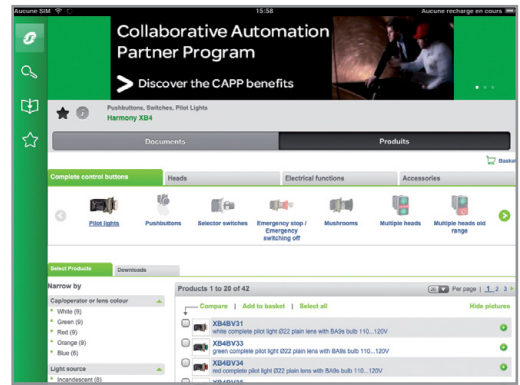 Aucune SIM
15:58
Aucune recharge en cours
Collaborative Automation
Partner Program
Discover the CAPP benefits
Pushbuttons, Switches, Pilot Lights
Harmony XB4
Documents
Produits
Basket
Complete control buttons
Heads
Electrical functions
Accessories
Pilot lights
Pushbuttons
Selector switches
Emergency stop /
Emergency
switching off
Mushrooms
Multiple heads
Multiple heads old
range
Select Products
Downloads
Narrow by
Products 1 to 20 of 42
20
Per page | 1 2 3
Cap/operator or lens colour
White (9)
Green (9)
Red (9)
Orange (9)
Blue (6)
Light source
Incandescent (8)
Compare | Add to basket | Select all
Hide pictures
XB4BV31
white complete pilot light Ø22 plain lens with BA9s bulb 110...120V
XB4BV33
green complete pilot light Ø22 plain lens with BA9s bulb 110...120V
XB4BV34
red complete pilot light Ø22 plain lens with BA9s bulb 110...120V